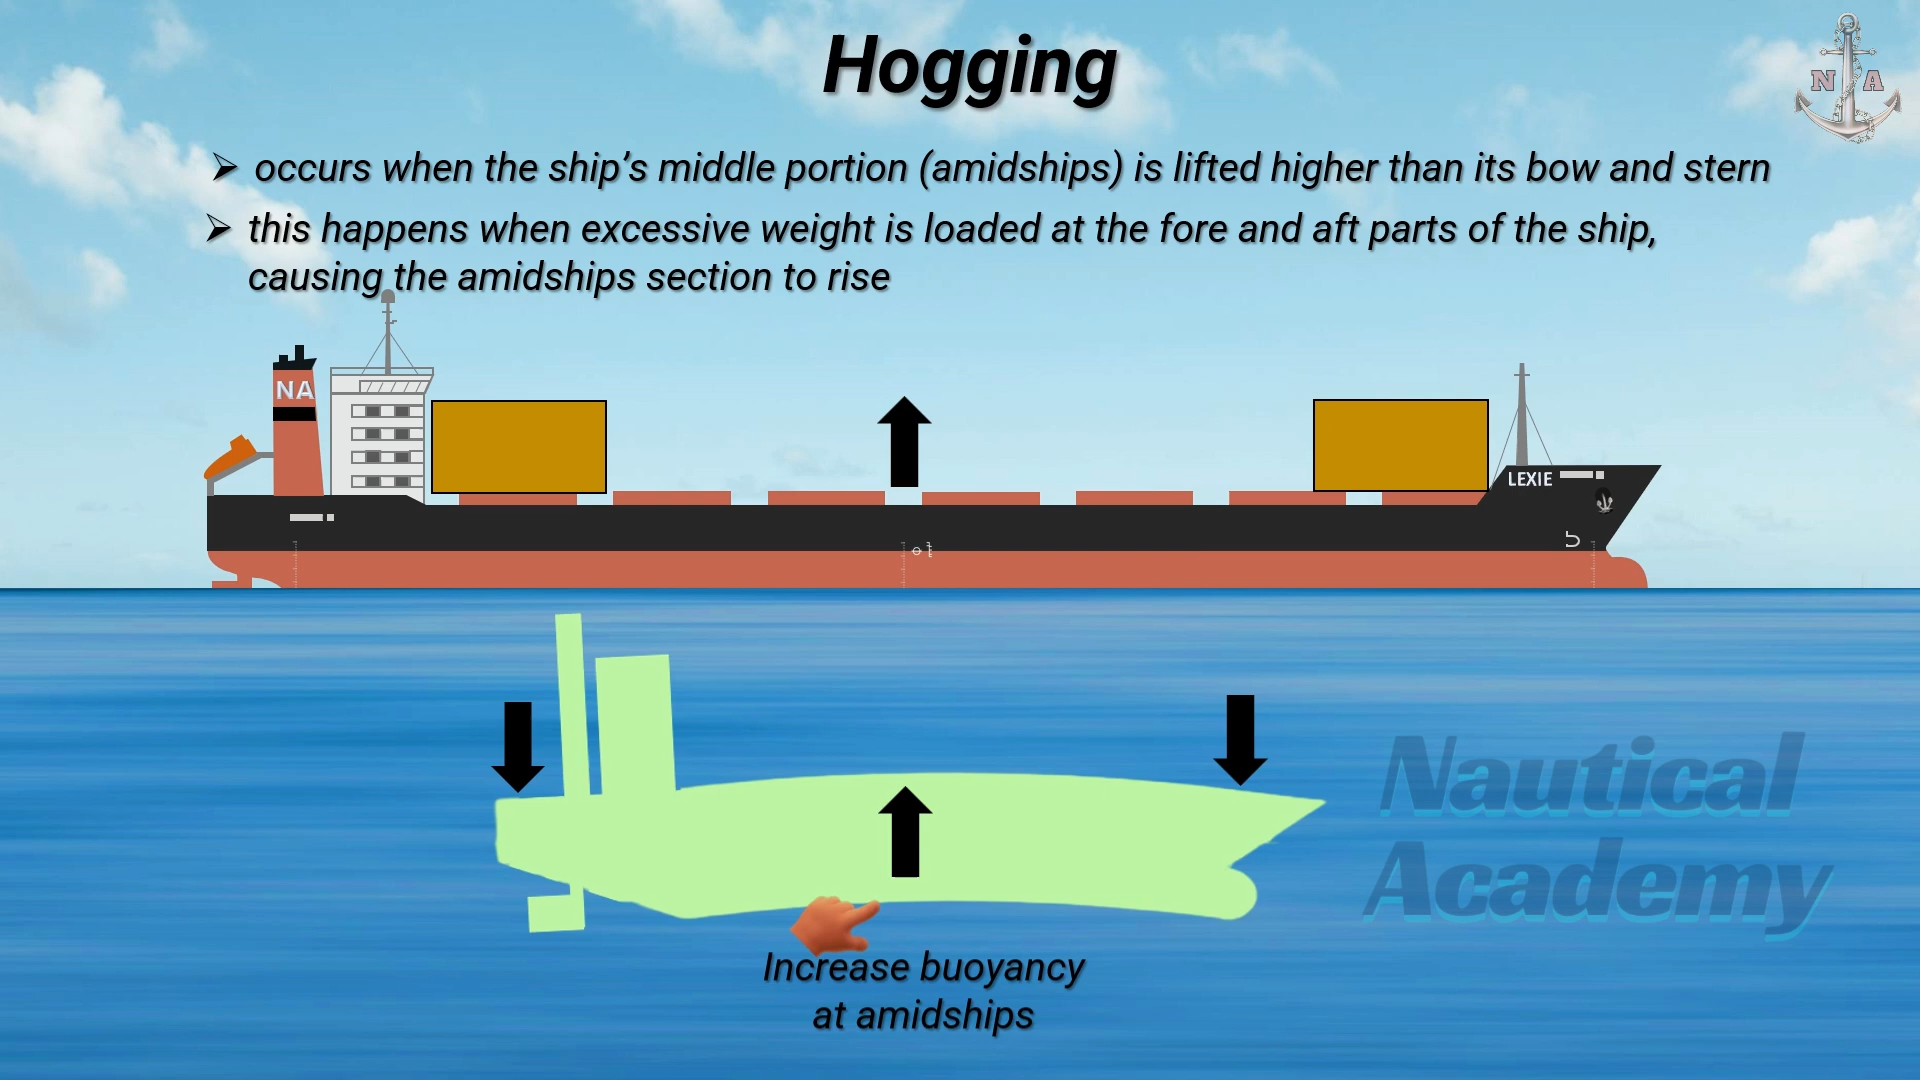 Hogging
N A
➢ occurs when the ship’s middle portion (amidships) is lifted higher than its bow and stern
➢ this happens when excessive weight is loaded at the fore and aft parts of the ship,
causing the amidships section to rise
NA
LEXIE
Nautical
Academy
Increase buoyancy
at amidships